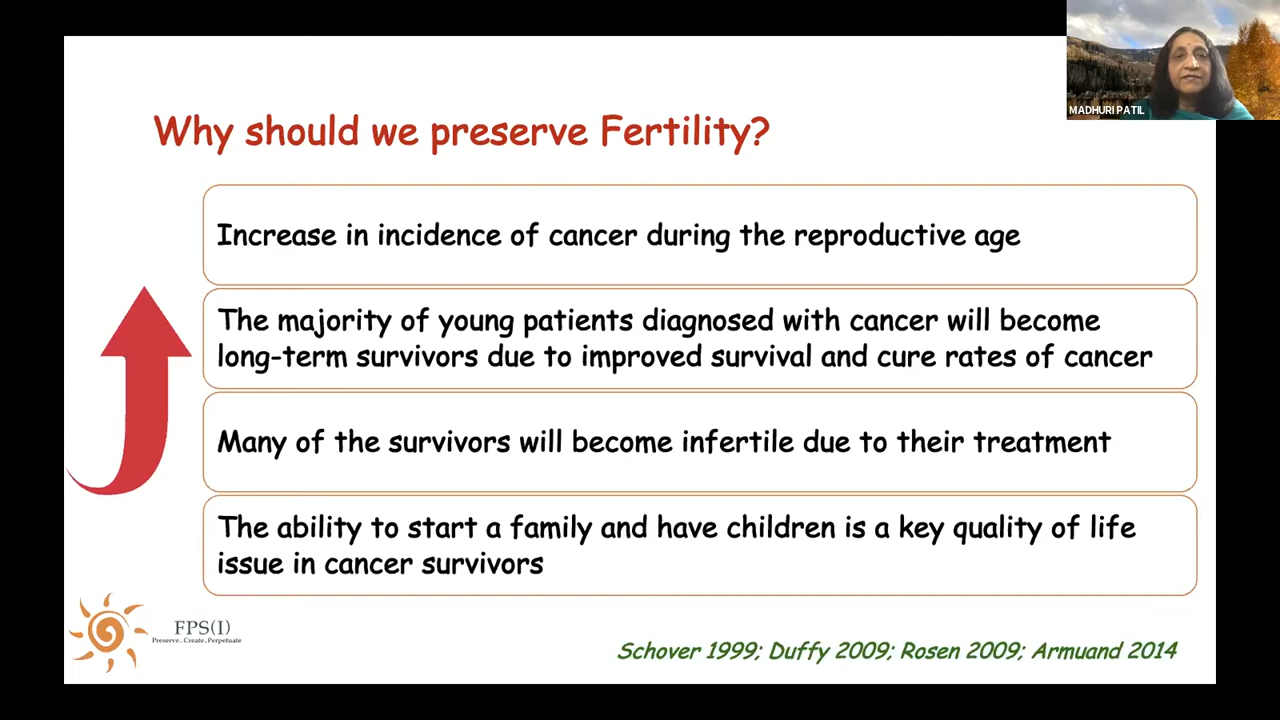 MADHURI PATIL
Why should we preserve Fertility?
Increase in incidence of cancer during the reproductive age
The majority of young patients diagnosed with cancer will become
long-term survivors due to improved survival and cure rates of cancer
Many of the survivors will become infertile due to their treatment
The ability to start a family and have children is a key quality of life
issue in cancer survivors
FPS(I)
Preserve . Create . Perpetuate
Schover 1999; Duffy 2009; Rosen 2009; Armuand 2014